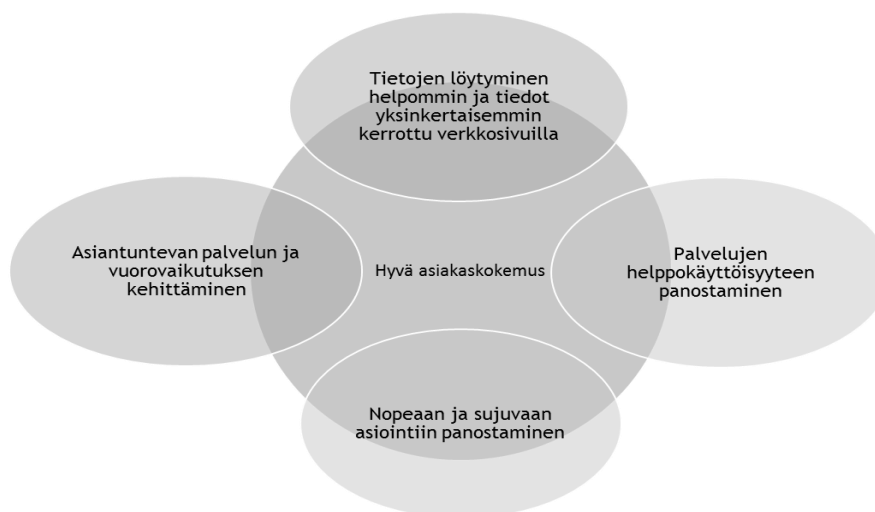 Tietojen löytyminen
helpommin ja tiedot
yksinkertaisemmin
kerrottu verkkosivuilla
Asiantuntevan palvelun ja
vuorovaikutuksen
kehittäminen
Hyvä asiakaskokemus
Palvelujen
helppokäyttöisyyteen
panostaminen
Nopeaan ja sujuvaan
asiointiin panostaminen